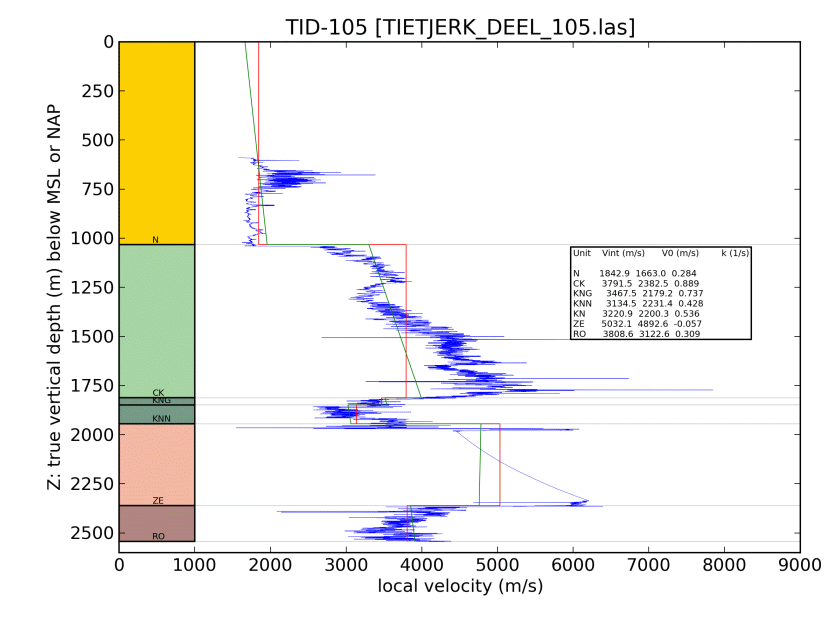 TID-105 [TIETJERK_DEEL_105.las]
0
250
500
750
1000
1250
1500
1750
2000
2250
2500
Z: true vertical depth (m) below MSL or NAP
N
CK
KNG
KNN
ZE
RO
Unit Vint (m/s) V0 (m/s) k (1/s)
N 1842.9 1663.0 0.284
CK 3791.5 2382.5 0.889
KNG 3467.5 2179.2 0.737
KNN 3134.5 2231.4 0.428
KN 3220.9 2200.3 0.536
ZE 5032.1 4892.6 -0.057
RO 3808.6 3122.6 0.309
0 1000 2000 3000 4000 5000 6000 7000 8000 9000
local velocity (m/s)